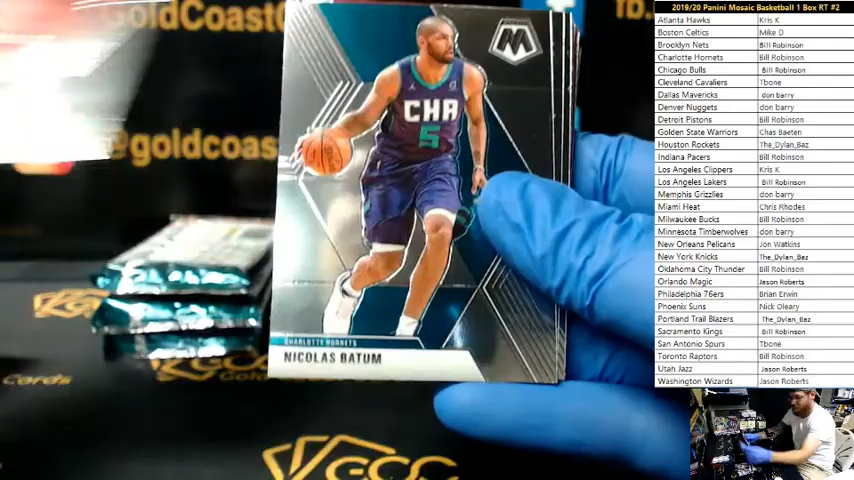 GoldCoastC
fb.
@goldcoast
M
CHA
5
CHARLOTTE HORNETS
NICOLAS BATUM
GCC
Cards
GCC
2019/20 Panini Mosaic Basketball 1 Box RT #2
Atlanta Hawks Kris K
Boston Celtics Mike D
Brooklyn Nets Bill Robinson
Charlotte Hornets Bill Robinson
Chicago Bulls Bill Robinson
Cleveland Cavaliers Tbone
Dallas Mavericks don barry
Denver Nuggets don barry
Detroit Pistons Bill Robinson
Golden State Warriors Chas Baeten
Houston Rockets The_Dylan_Baz
Indiana Pacers Bill Robinson
Los Angeles Clippers Kris K
Los Angeles Lakers Bill Robinson
Memphis Grizzlies don barry
Miami Heat Chris Rhodes
Milwaukee Bucks Bill Robinson
Minnesota Timberwolves don barry
New Orleans Pelicans Jon Watkins
New York Knicks The_Dylan_Baz
Oklahoma City Thunder Bill Robinson
Orlando Magic Jason Roberts
Philadelphia 76ers Brian Erwin
Phoenix Suns Nick Oleary
Portland Trail Blazers The_Dylan_Baz
Sacramento Kings Bill Robinson
San Antonio Spurs Tbone
Toronto Raptors Bill Robinson
Utah Jazz Jason Roberts
Washington Wizards Jason Roberts